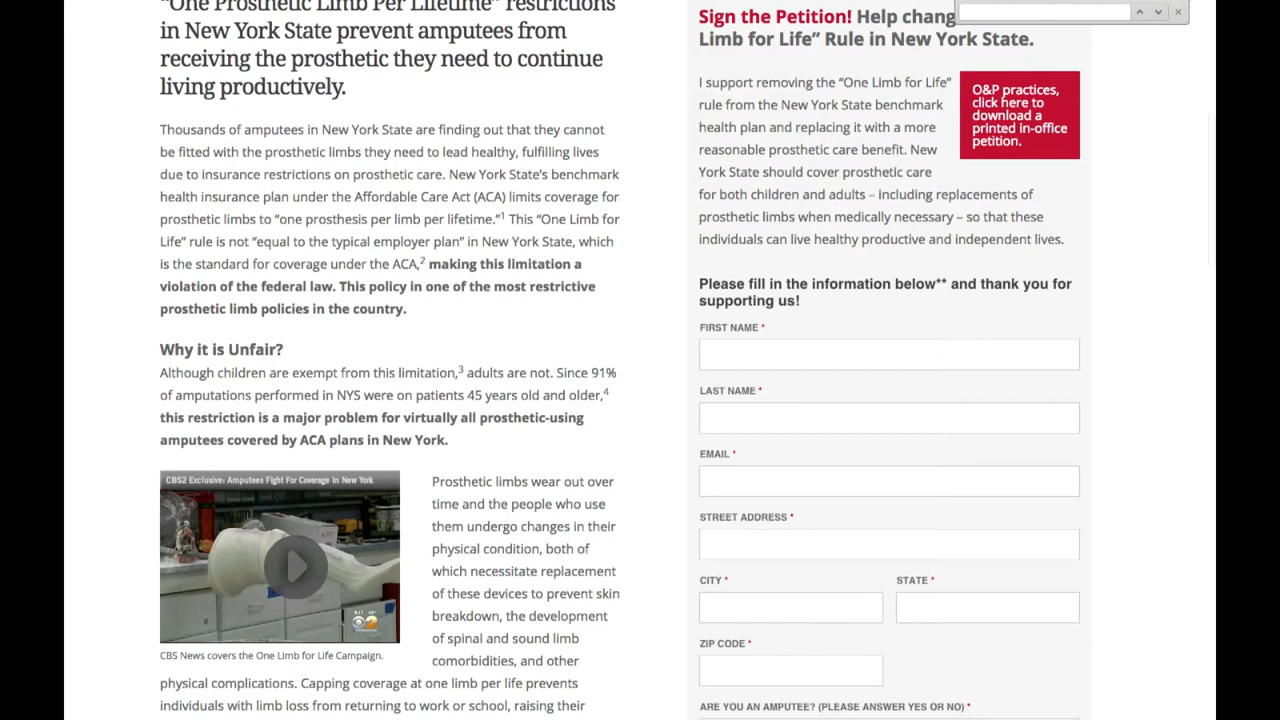 “One Prosthetic Limb Per Lifetime” restrictions
in New York State prevent amputees from
receiving the prosthetic they need to continue
living productively.
Thousands of amputees in New York State are finding out that they cannot
be fitted with the prosthetic limbs they need to lead healthy, fulfilling lives
due to insurance restrictions on prosthetic care. New York State’s benchmark
health insurance plan under the Affordable Care Act (ACA) limits coverage for
prosthetic limbs to “one prosthesis per limb per lifetime.”1 This “One Limb for
Life” rule is not “equal to the typical employer plan” in New York State, which
is the standard for coverage under the ACA,2 making this limitation a
violation of the federal law. This policy in one of the most restrictive
prosthetic limb policies in the country.
Why it is Unfair?
Although children are exempt from this limitation,3 adults are not. Since 91%
of amputations performed in NYS were on patients 45 years old and older,4
this restriction is a major problem for virtually all prosthetic-using
amputees covered by ACA plans in New York.
CBS2 Exclusive: Amputees Fight For Coverage In New York
CBS News covers the One Limb for Life Campaign.
Prosthetic limbs wear out over
time and the people who use
them undergo changes in their
physical condition, both of
which necessitate replacement
of these devices to prevent skin
breakdown, the development
of spinal and sound limb
comorbidities, and other
physical complications. Capping coverage at one limb per life prevents
individuals with limb loss from returning to work or school, raising their
Sign the Petition! Help chang
Limb for Life” Rule in New York State.
I support removing the “One Limb for Life”
rule from the New York State benchmark
health plan and replacing it with a more
reasonable prosthetic care benefit. New
York State should cover prosthetic care
for both children and adults – including replacements of
prosthetic limbs when medically necessary – so that these
individuals can live healthy productive and independent lives.
O&P practices,
click here to
download a
printed in-office
petition.
Please fill in the information below** and thank you for
supporting us!
FIRST NAME *
LAST NAME *
EMAIL *
STREET ADDRESS *
CITY * STATE *
ZIP CODE *
ARE YOU AN AMPUTEE? (PLEASE ANSWER YES OR NO) *